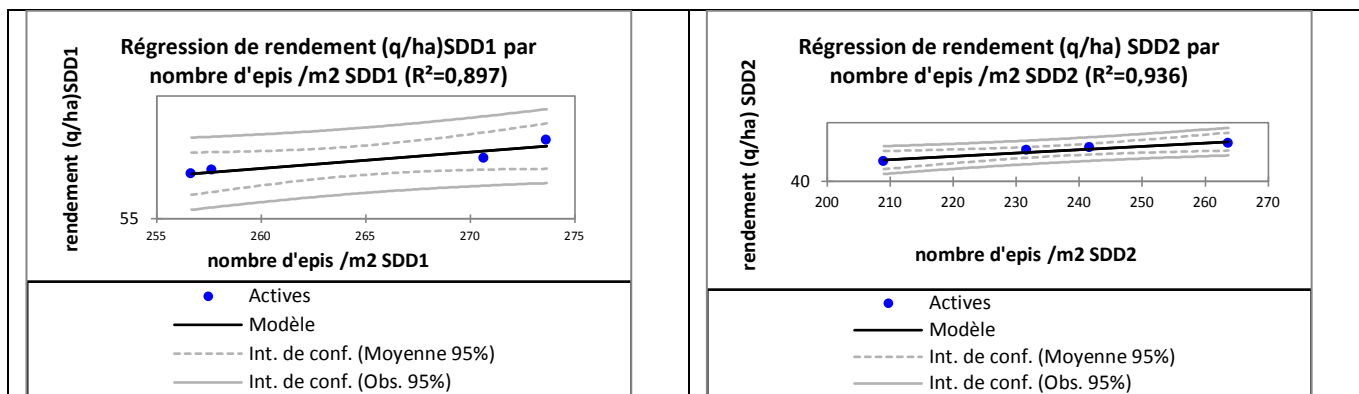 Régression de rendement (q/ha)SDD1 par
nombre d'epis /m2 SDD1 (R²=0,897)
rendement (q/ha)SDD1
55
255 260 265 270 275
nombre d'epis /m2 SDD1
Actives
Modèle
Int. de conf. (Moyenne 95%)
Int. de conf. (Obs. 95%)
Régression de rendement (q/ha) SDD2 par
nombre d'epis /m2 SDD2 (R²=0,936)
rendement (q/ha) SDD2
40
200 210 220 230 240 250 260 270
nombre d'epis /m2 SDD2
Actives
Modèle
Int. de conf. (Moyenne 95%)
Int. de conf. (Obs. 95%)